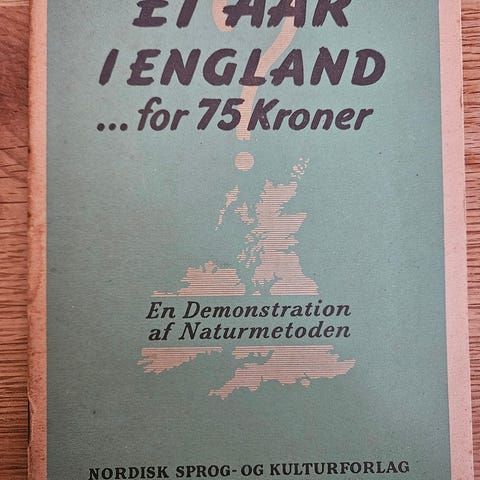 ET AAR
I ENGLAND
... for 75 Kroner
?
En Demonstration
af Naturmetoden
NORDISK SPROG- OG KULTURFORLAG